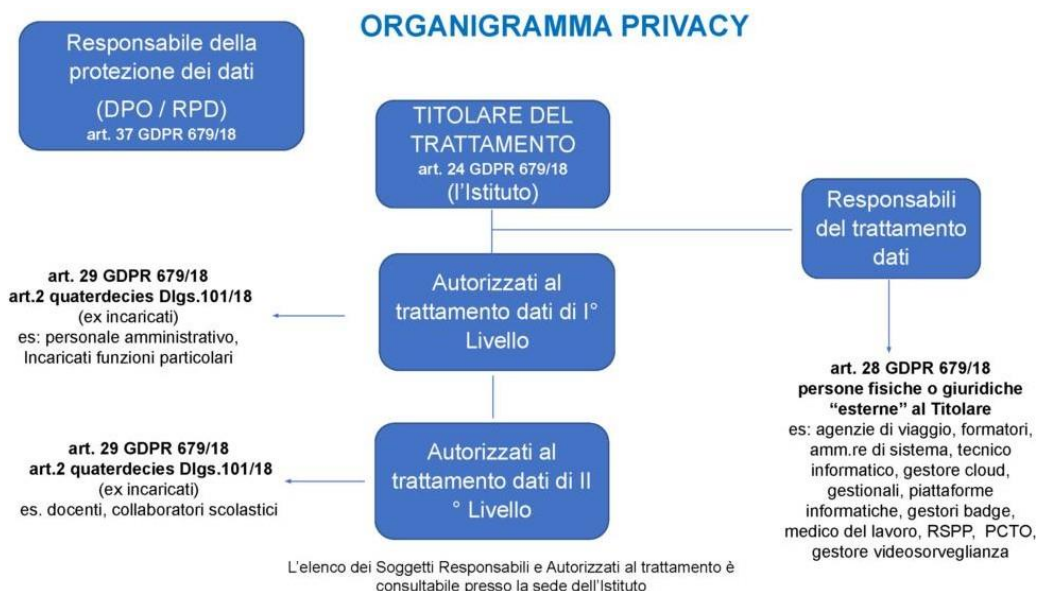 ORGANIGRAMMA PRIVACY
Responsabile della
protezione dei dati
(DPO / RPD)
art. 37 GDPR 679/18
TITOLARE DEL
TRATTAMENTO
art. 24 GDPR 679/18
(l'Istituto)
Responsabili
del trattamento
dati
art. 29 GDPR 679/18
art.2 quaterdecies Dlgs.101/18
(ex incaricati)
es: personale amministrativo,
Incaricati funzioni particolari
Autorizzati al
trattamento dati di I°
Livello
art. 28 GDPR 679/18
persone fisiche o giuridiche
“esterne” al Titolare
es: agenzie di viaggio, formatori,
amm.re di sistema, tecnico
informatico, gestore cloud,
gestionali, piattaforme
informatiche, gestori badge,
medico del lavoro, RSPP, PCTO,
gestore videosorveglianza
art. 29 GDPR 679/18
art.2 quaterdecies Dlgs.101/18
(ex incaricati)
es. docenti, collaboratori scolastici
Autorizzati al
trattamento dati di II
° Livello
L'elenco dei Soggetti Responsabili e Autorizzati al trattamento è
consultabile presso la sede dell'Istituto